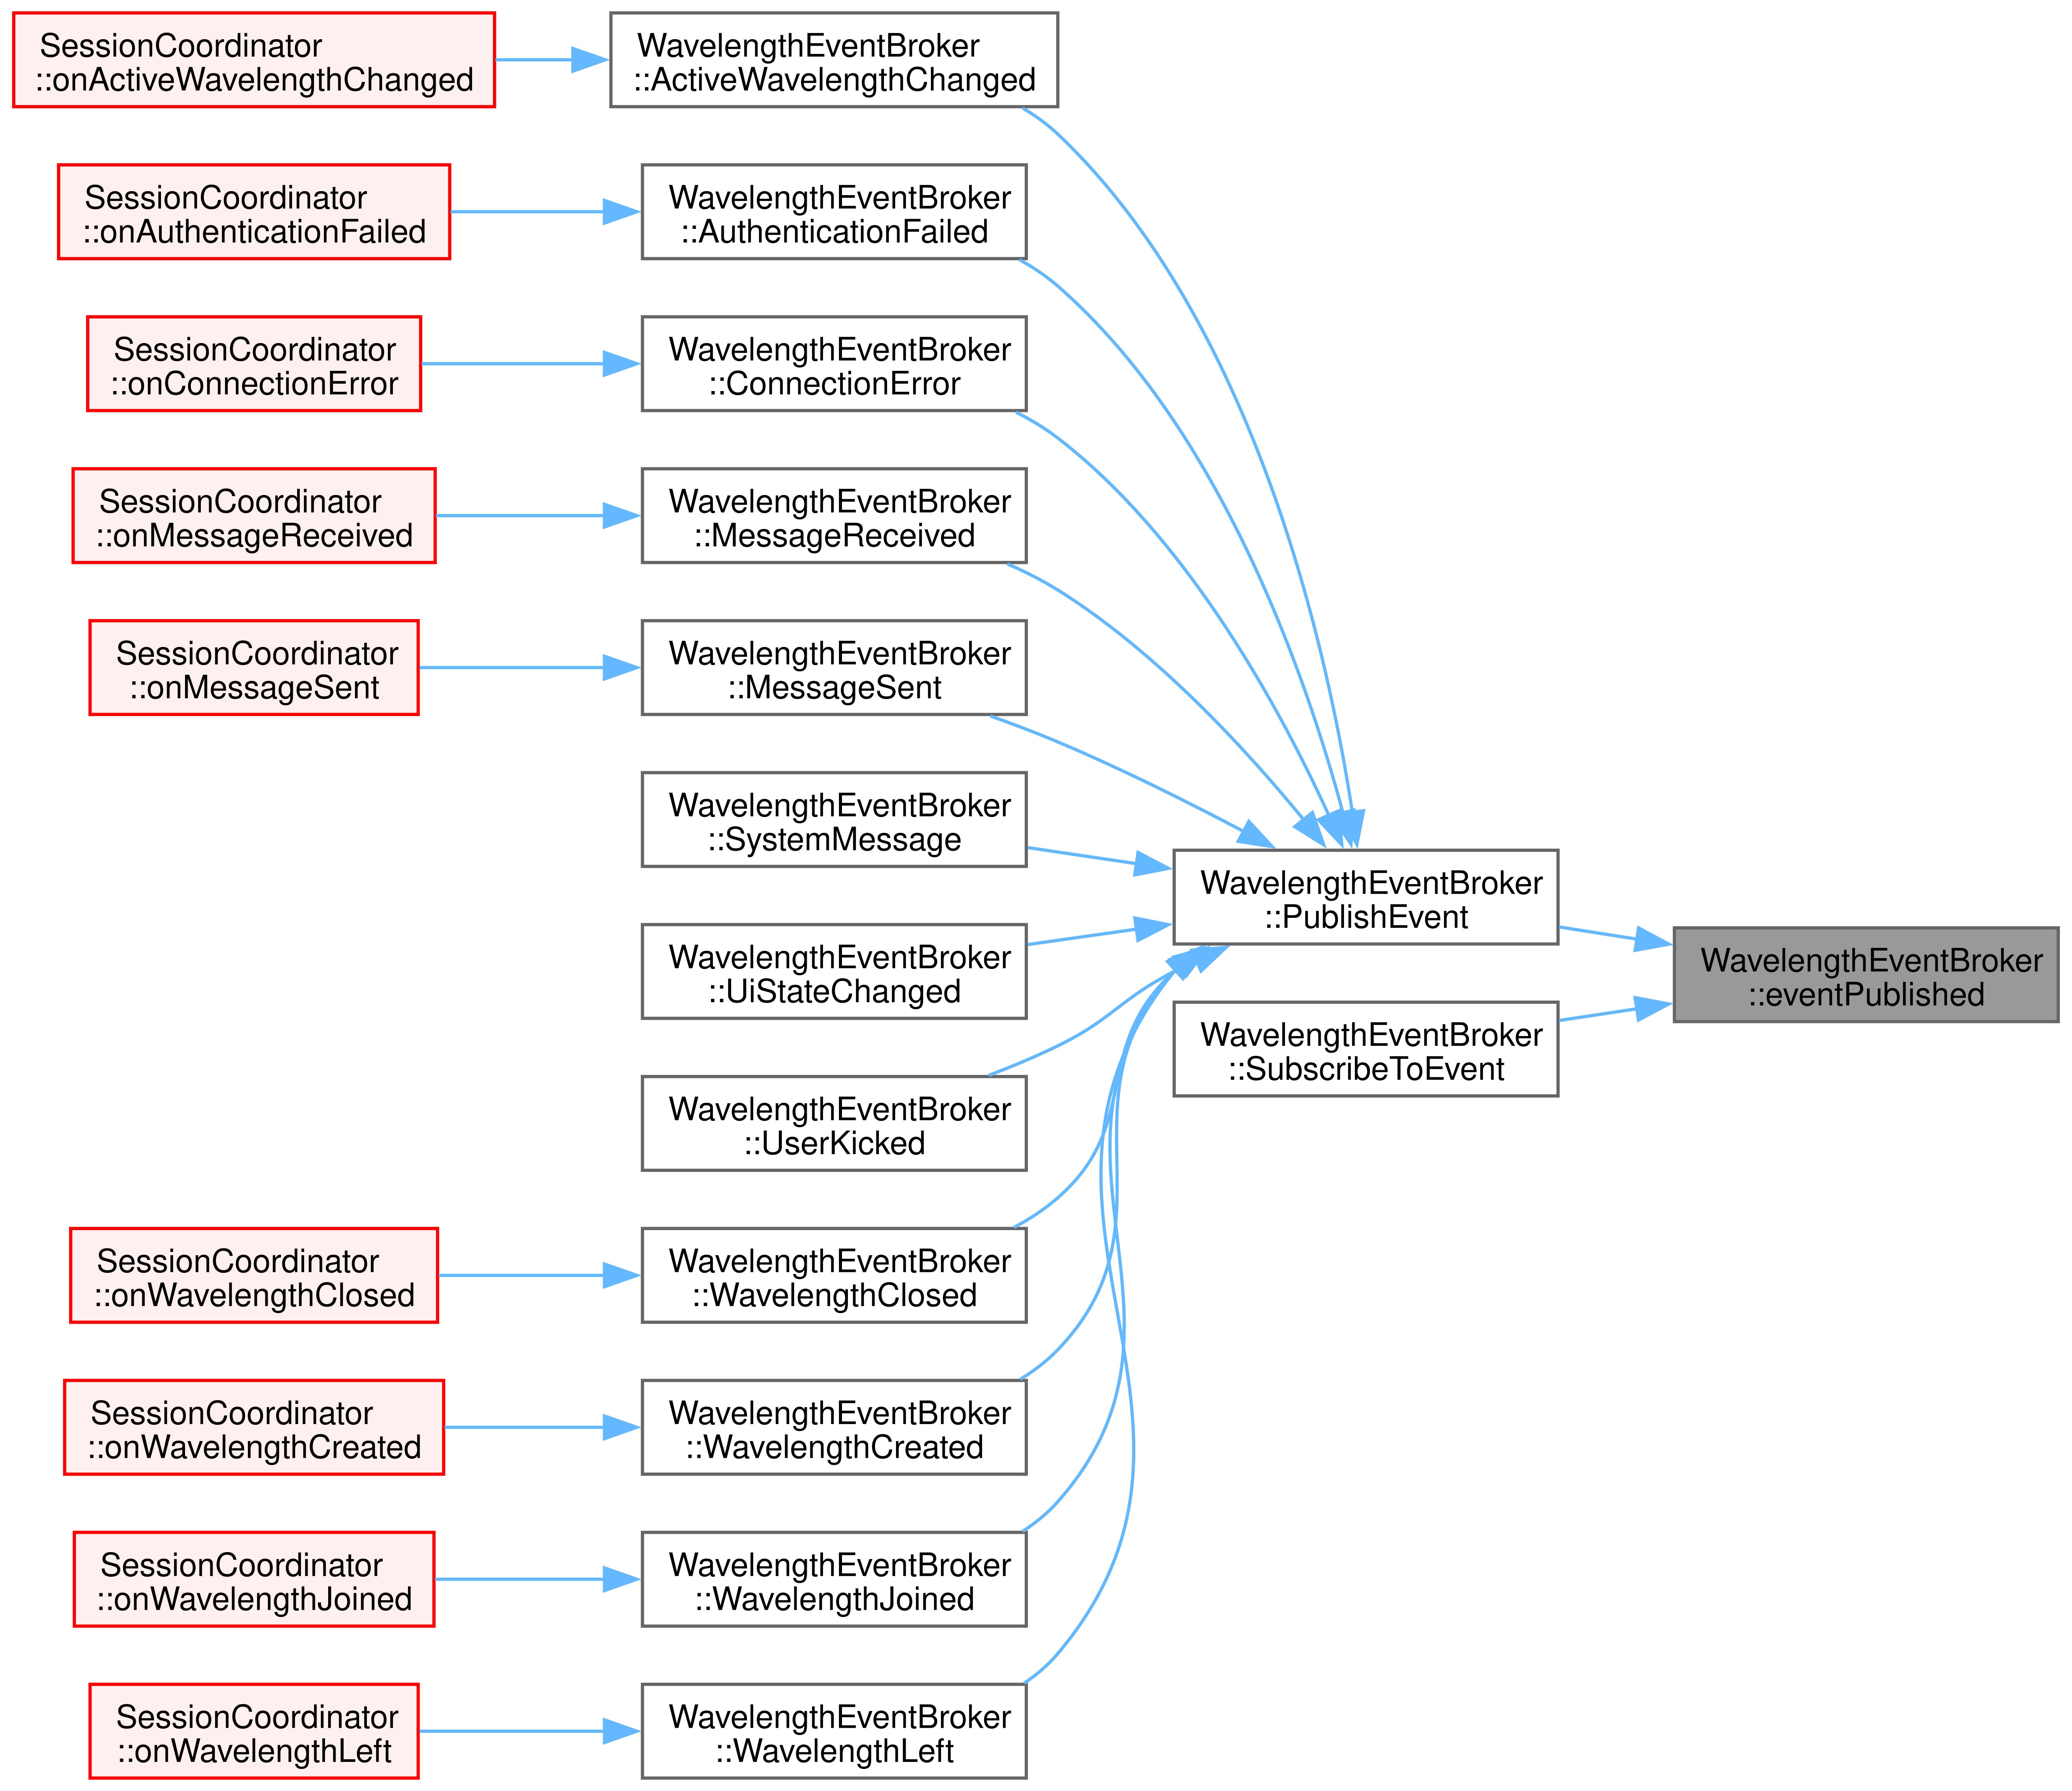 SessionCoordinator
::onActiveWavelengthChanged
WavelengthEventBroker
::ActiveWavelengthChanged
SessionCoordinator
::onAuthenticationFailed
WavelengthEventBroker
::AuthenticationFailed
SessionCoordinator
::onConnectionError
WavelengthEventBroker
::ConnectionError
SessionCoordinator
::onMessageReceived
WavelengthEventBroker
::MessageReceived
SessionCoordinator
::onMessageSent
WavelengthEventBroker
::MessageSent
WavelengthEventBroker
::SystemMessage
WavelengthEventBroker
::PublishEvent
WavelengthEventBroker
::UiStateChanged
WavelengthEventBroker
::eventPublished
WavelengthEventBroker
::SubscribeToEvent
WavelengthEventBroker
::UserKicked
SessionCoordinator
::onWavelengthClosed
WavelengthEventBroker
::WavelengthClosed
SessionCoordinator
::onWavelengthCreated
WavelengthEventBroker
::WavelengthCreated
SessionCoordinator
::onWavelengthJoined
WavelengthEventBroker
::WavelengthJoined
SessionCoordinator
::onWavelengthLeft
WavelengthEventBroker
::WavelengthLeft